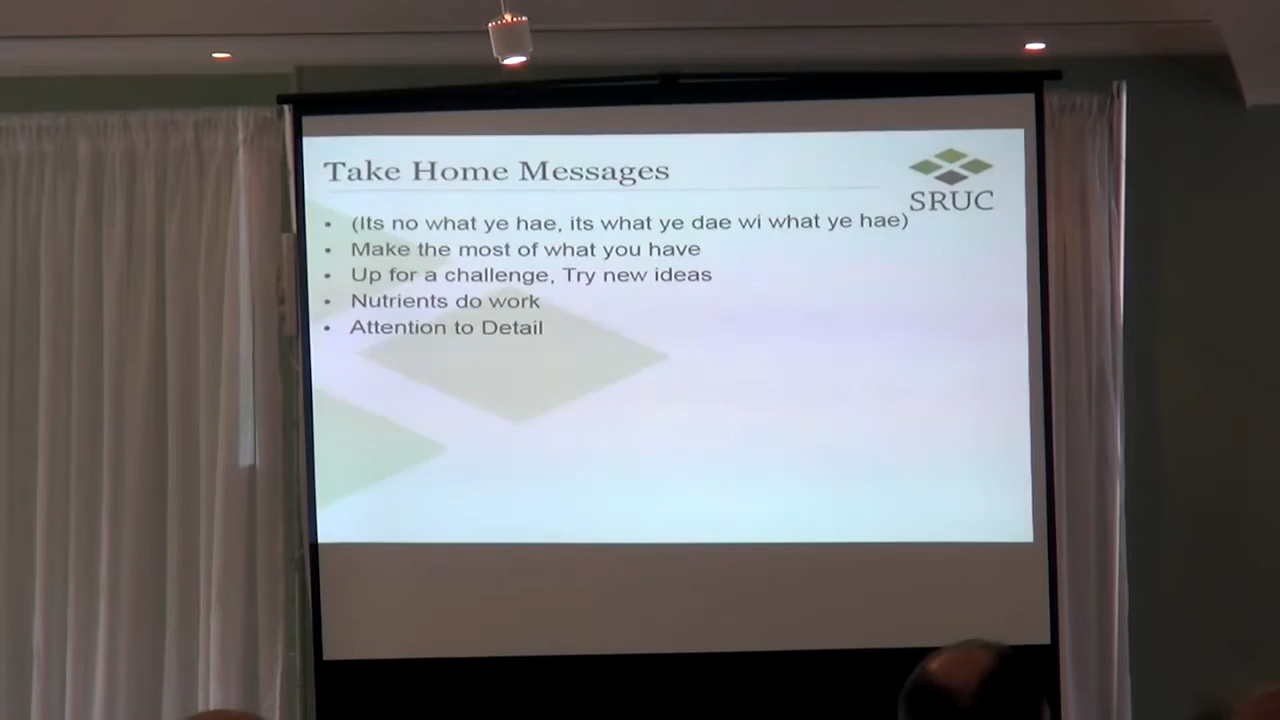 Take Home Messages
SRUC
• (Its no what ye hae, its what ye dae wi what ye hae)
• Make the most of what you have
• Up for a challenge, Try new ideas
• Nutrients do work
• Attention to Detail